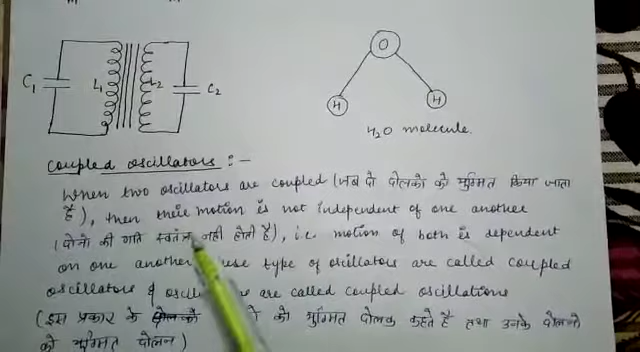 C1 L1 L2 C2
O
H H
H2O molecule.
Coupled oscillators :-
When two oscillators are coupled (जब दो दोलको को युग्मित किया जाता
है), then their motion is not independent of one another
(दोनो की गति स्वतंत्र नही होती है), i.e. motion of both is dependent
on one another type of oscillators are called coupled
oscillators & are called coupled oscillations
(इस प्रकार के को युग्मित दोलक कहते है तथा उनके दोलनो
को युग्मित दोलन)